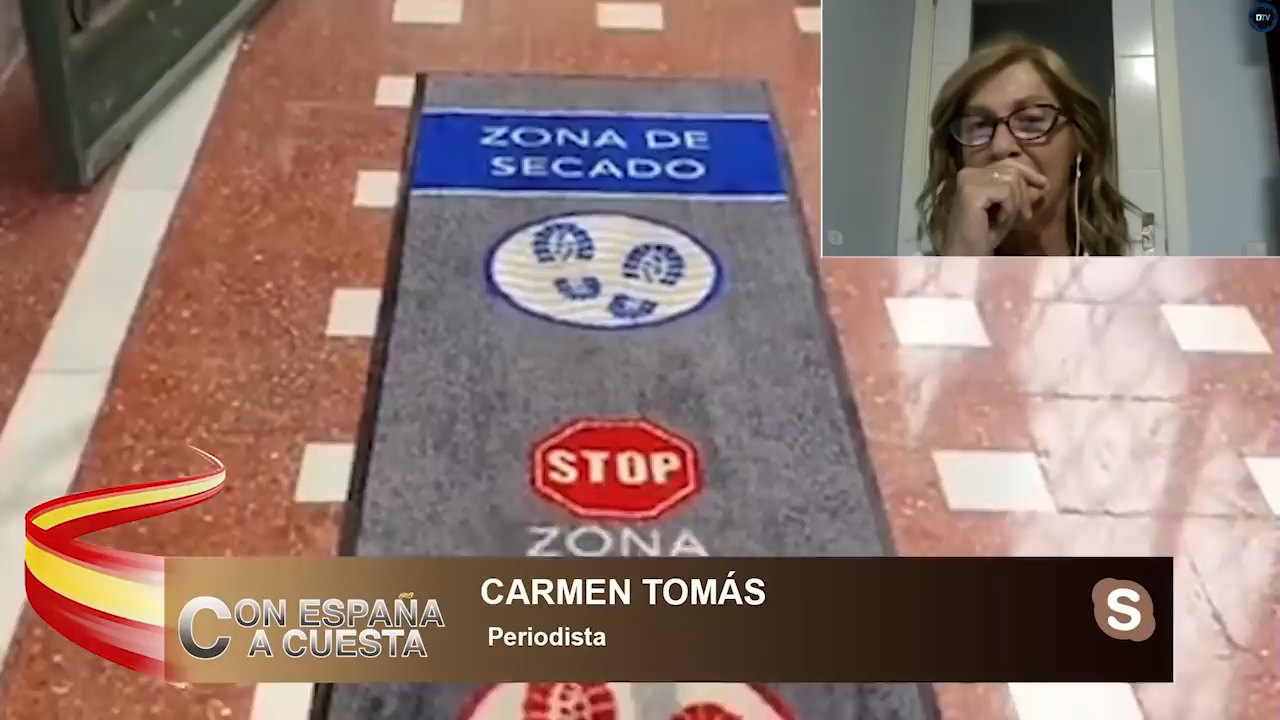 DTV
ZONA DE
SECADO
STOP
ZONA
CON ESPAÑA
A CUESTA
CARMEN TOMÁS
Periodista
S